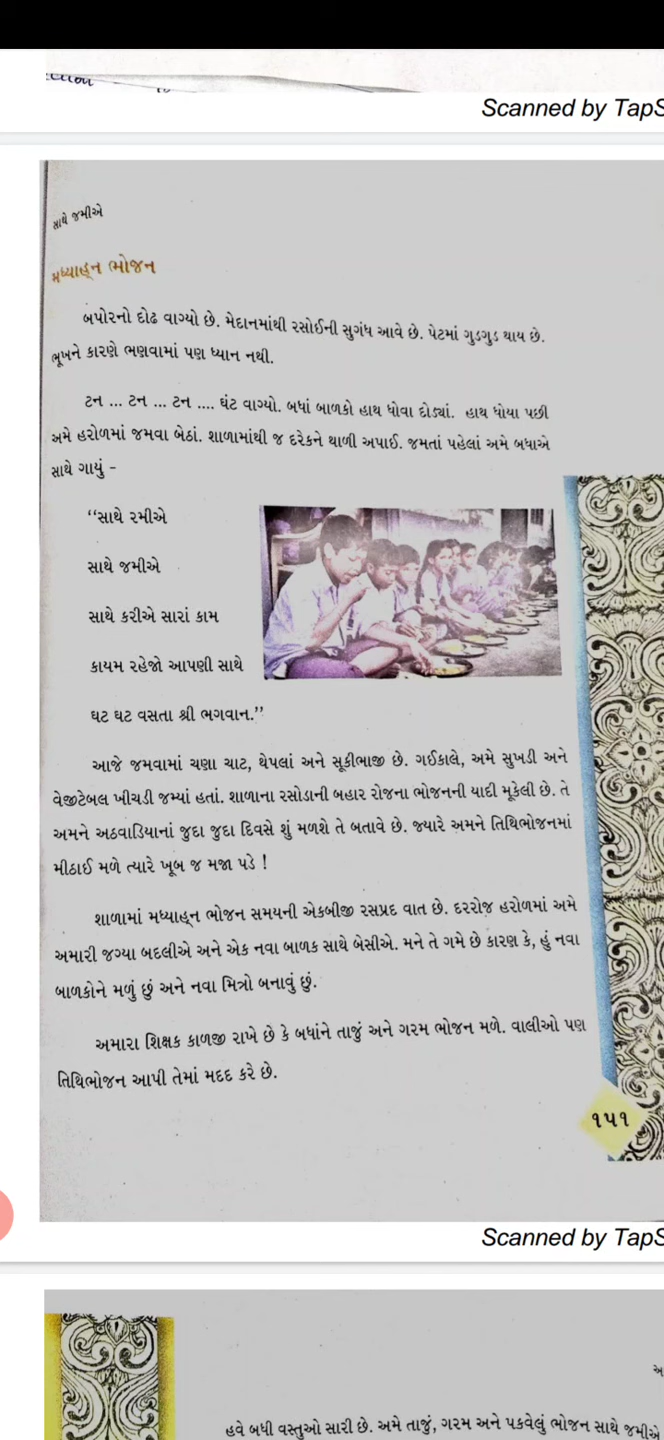 Scanned by TapS
સાથે જમીએ
મધ્યાહ્ન ભોજન
બપોરનો દોઢ વાગ્યો છે. મેદાનમાંથી રસોઈની સુગંધ આવે છે. પેટમાં ગુડગુડ થાય છે.
ભૂખને કારણે ભણવામાં પણ ધ્યાન નથી.
ટન ... ટન ... ટન .... ઘંટ વાગ્યો. બધાં બાળકો હાથ ધોવા દોડ્યાં. હાથ ધોયા પછી
અમે હરોળમાં જમવા બેઠાં. શાળામાંથી જ દરેકને થાળી અપાઈ. જમતાં પહેલાં અમે બધાએ
સાથે ગાયું -
“સાથે રમીએ
સાથે જમીએ
સાથે કરીએ સારાં કામ
કાયમ રહેજો આપણી સાથે
ઘટ ઘટ વસતા શ્રી ભગવાન.”
આજે જમવામાં ચણા ચાટ, થેપલાં અને સૂકીભાજી છે. ગઈકાલે, અમે સુખડી અને
વેજીટેબલ ખીચડી જમ્યાં હતાં. શાળાના રસોડાની બહાર રોજના ભોજનની યાદી મૂકેલી છે. તે
અમને અઠવાડિયાનાં જુદા જુદા દિવસે શું મળશે તે બતાવે છે. જ્યારે અમને તિથિભોજનમાં
મીઠાઈ મળે ત્યારે ખૂબ જ મજા પડે !
શાળામાં મધ્યાહ્ન ભોજન સમયની એકબીજી રસપ્રદ વાત છે. દરરોજ હરોળમાં અમે
અમારી જગ્યા બદલીએ અને એક નવા બાળક સાથે બેસીએ. મને તે ગમે છે કારણ કે, હું નવા
બાળકોને મળું છું અને નવા મિત્રો બનાવું છું.
અમારા શિક્ષક કાળજી રાખે છે કે બધાંને તાજું અને ગરમ ભોજન મળે. વાલીઓ પણ
તિથિભોજન આપી તેમાં મદદ કરે છે.
૧૫૧
Scanned by TapS
હવે બધી વસ્તુઓ સારી છે. અમે તાજું, ગરમ અને પકવેલું ભોજન સાથે જમીએ